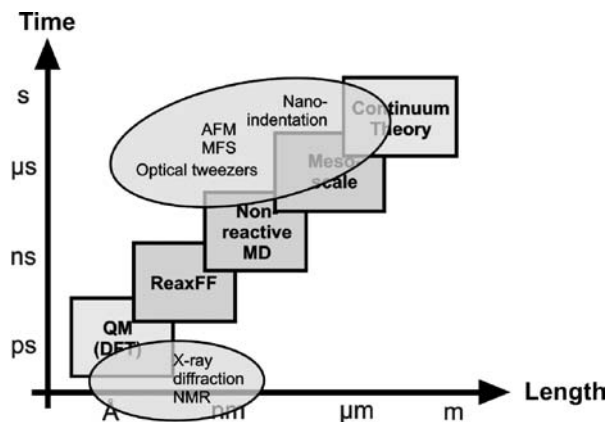 Time
s
Nano-
indentation
Continuum
Theory
AFM
MFS
Optical tweezers
μs
Meso-
scale
Non-
reactive
MD
ns
ReaxFF
QM
(DFT)
ps
X-ray
diffraction
NMR
Length
Å
nm
μm
m